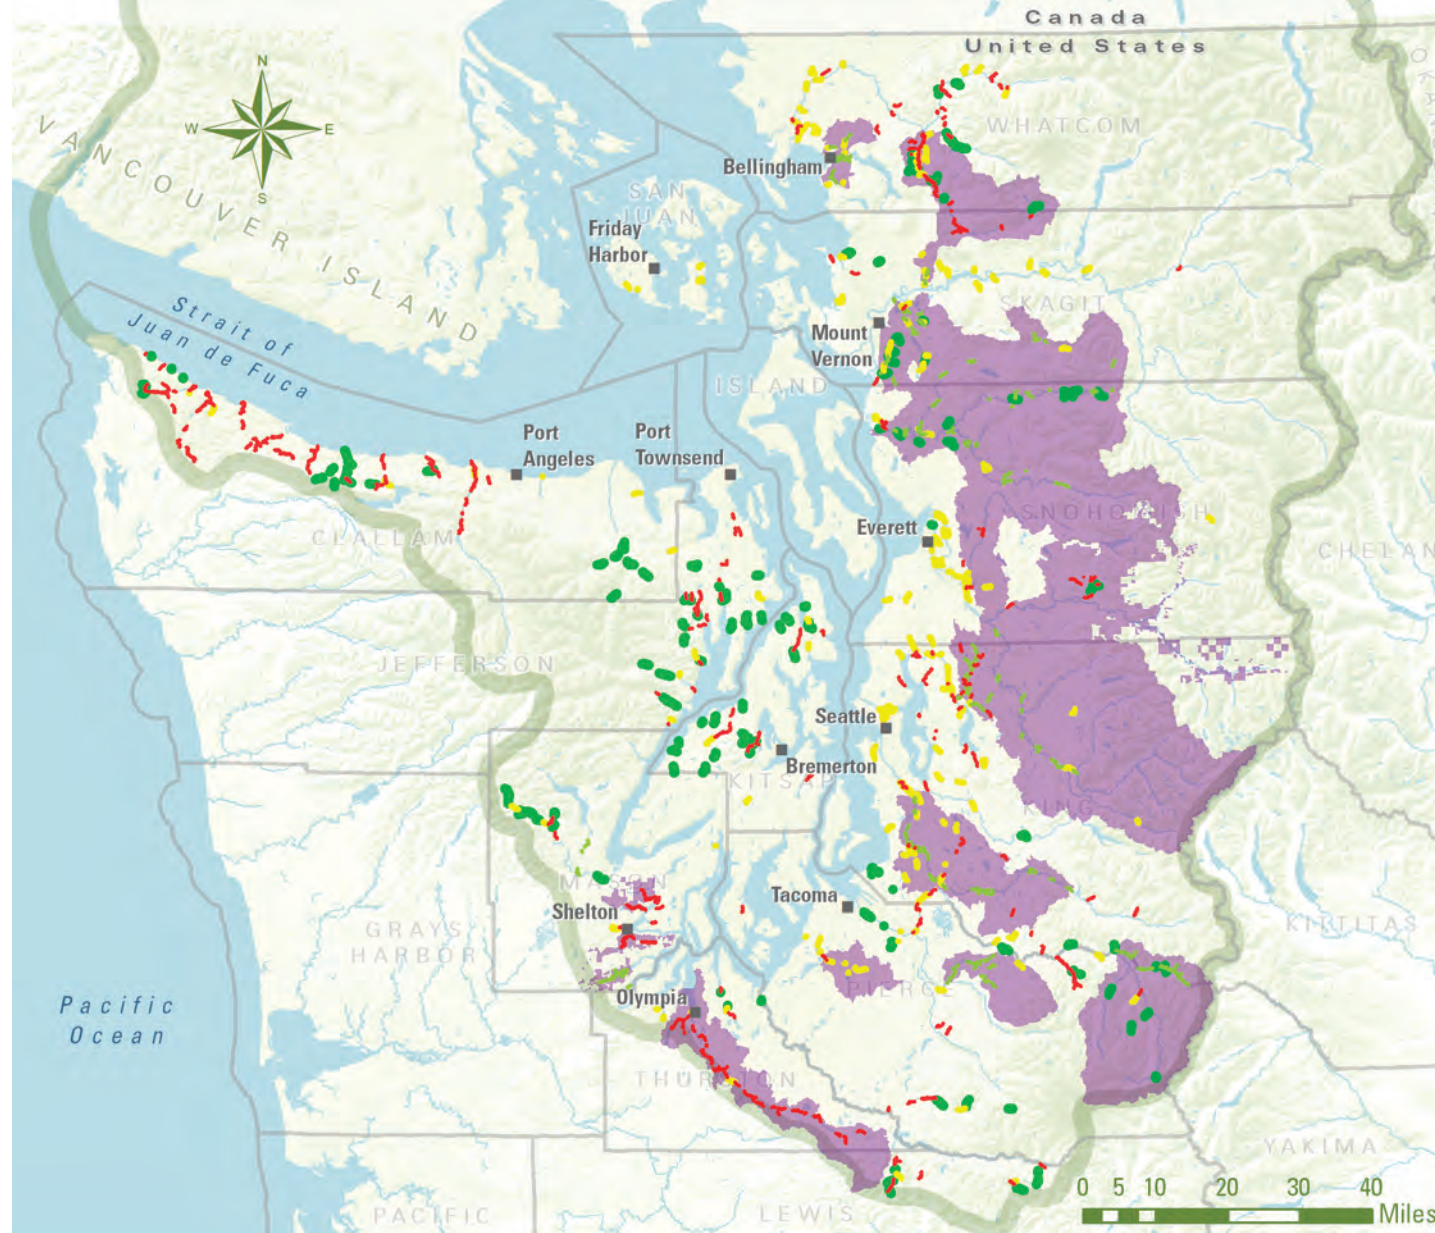 Canada
United States
OKAN
N
W
E
S
VANCOUVER ISLAND
WHATCOM
Bellingham
SAN
JUAN
Friday
Harbor
Strait of
Juan de Fuca
SKAGIT
Mount
Vernon
ISLAND
Port
Angeles
Port
Townsend
SNOHOMISH
Everett
CLALLAM
CHELAN
JEFFERSON
Seattle
Bremerton
KITSAP
KING
MASON
Tacoma
Shelton
GRAYS
HARBOR
KITTITAS
Pacific
Ocean
Olympia
PIERCE
THURSTON
YAKIMA
0 5 10 20 30 40
Miles
PACIFIC
LEWIS